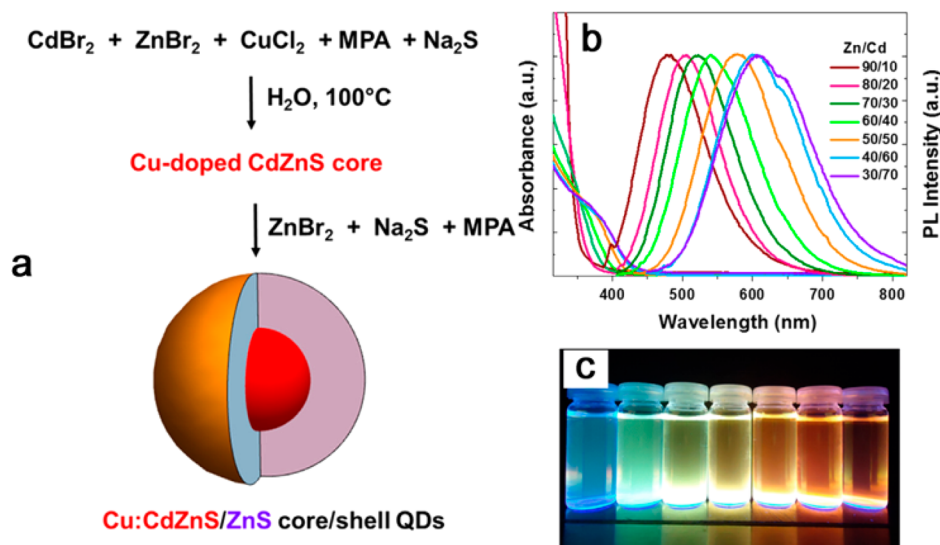 CdBr₂ + ZnBr₂ + CuCl₂ + MPA + Na₂S
H₂O, 100°C
Cu-doped CdZnS core
ZnBr₂ + Na₂S + MPA
a
Cu:CdZnS/ZnS core/shell QDs
b
Absorbance (a.u.)
PL Intensity (a.u.)
Zn/Cd
90/10
80/20
70/30
60/40
50/50
40/60
30/70
400 500 600 700 800
Wavelength (nm)
c